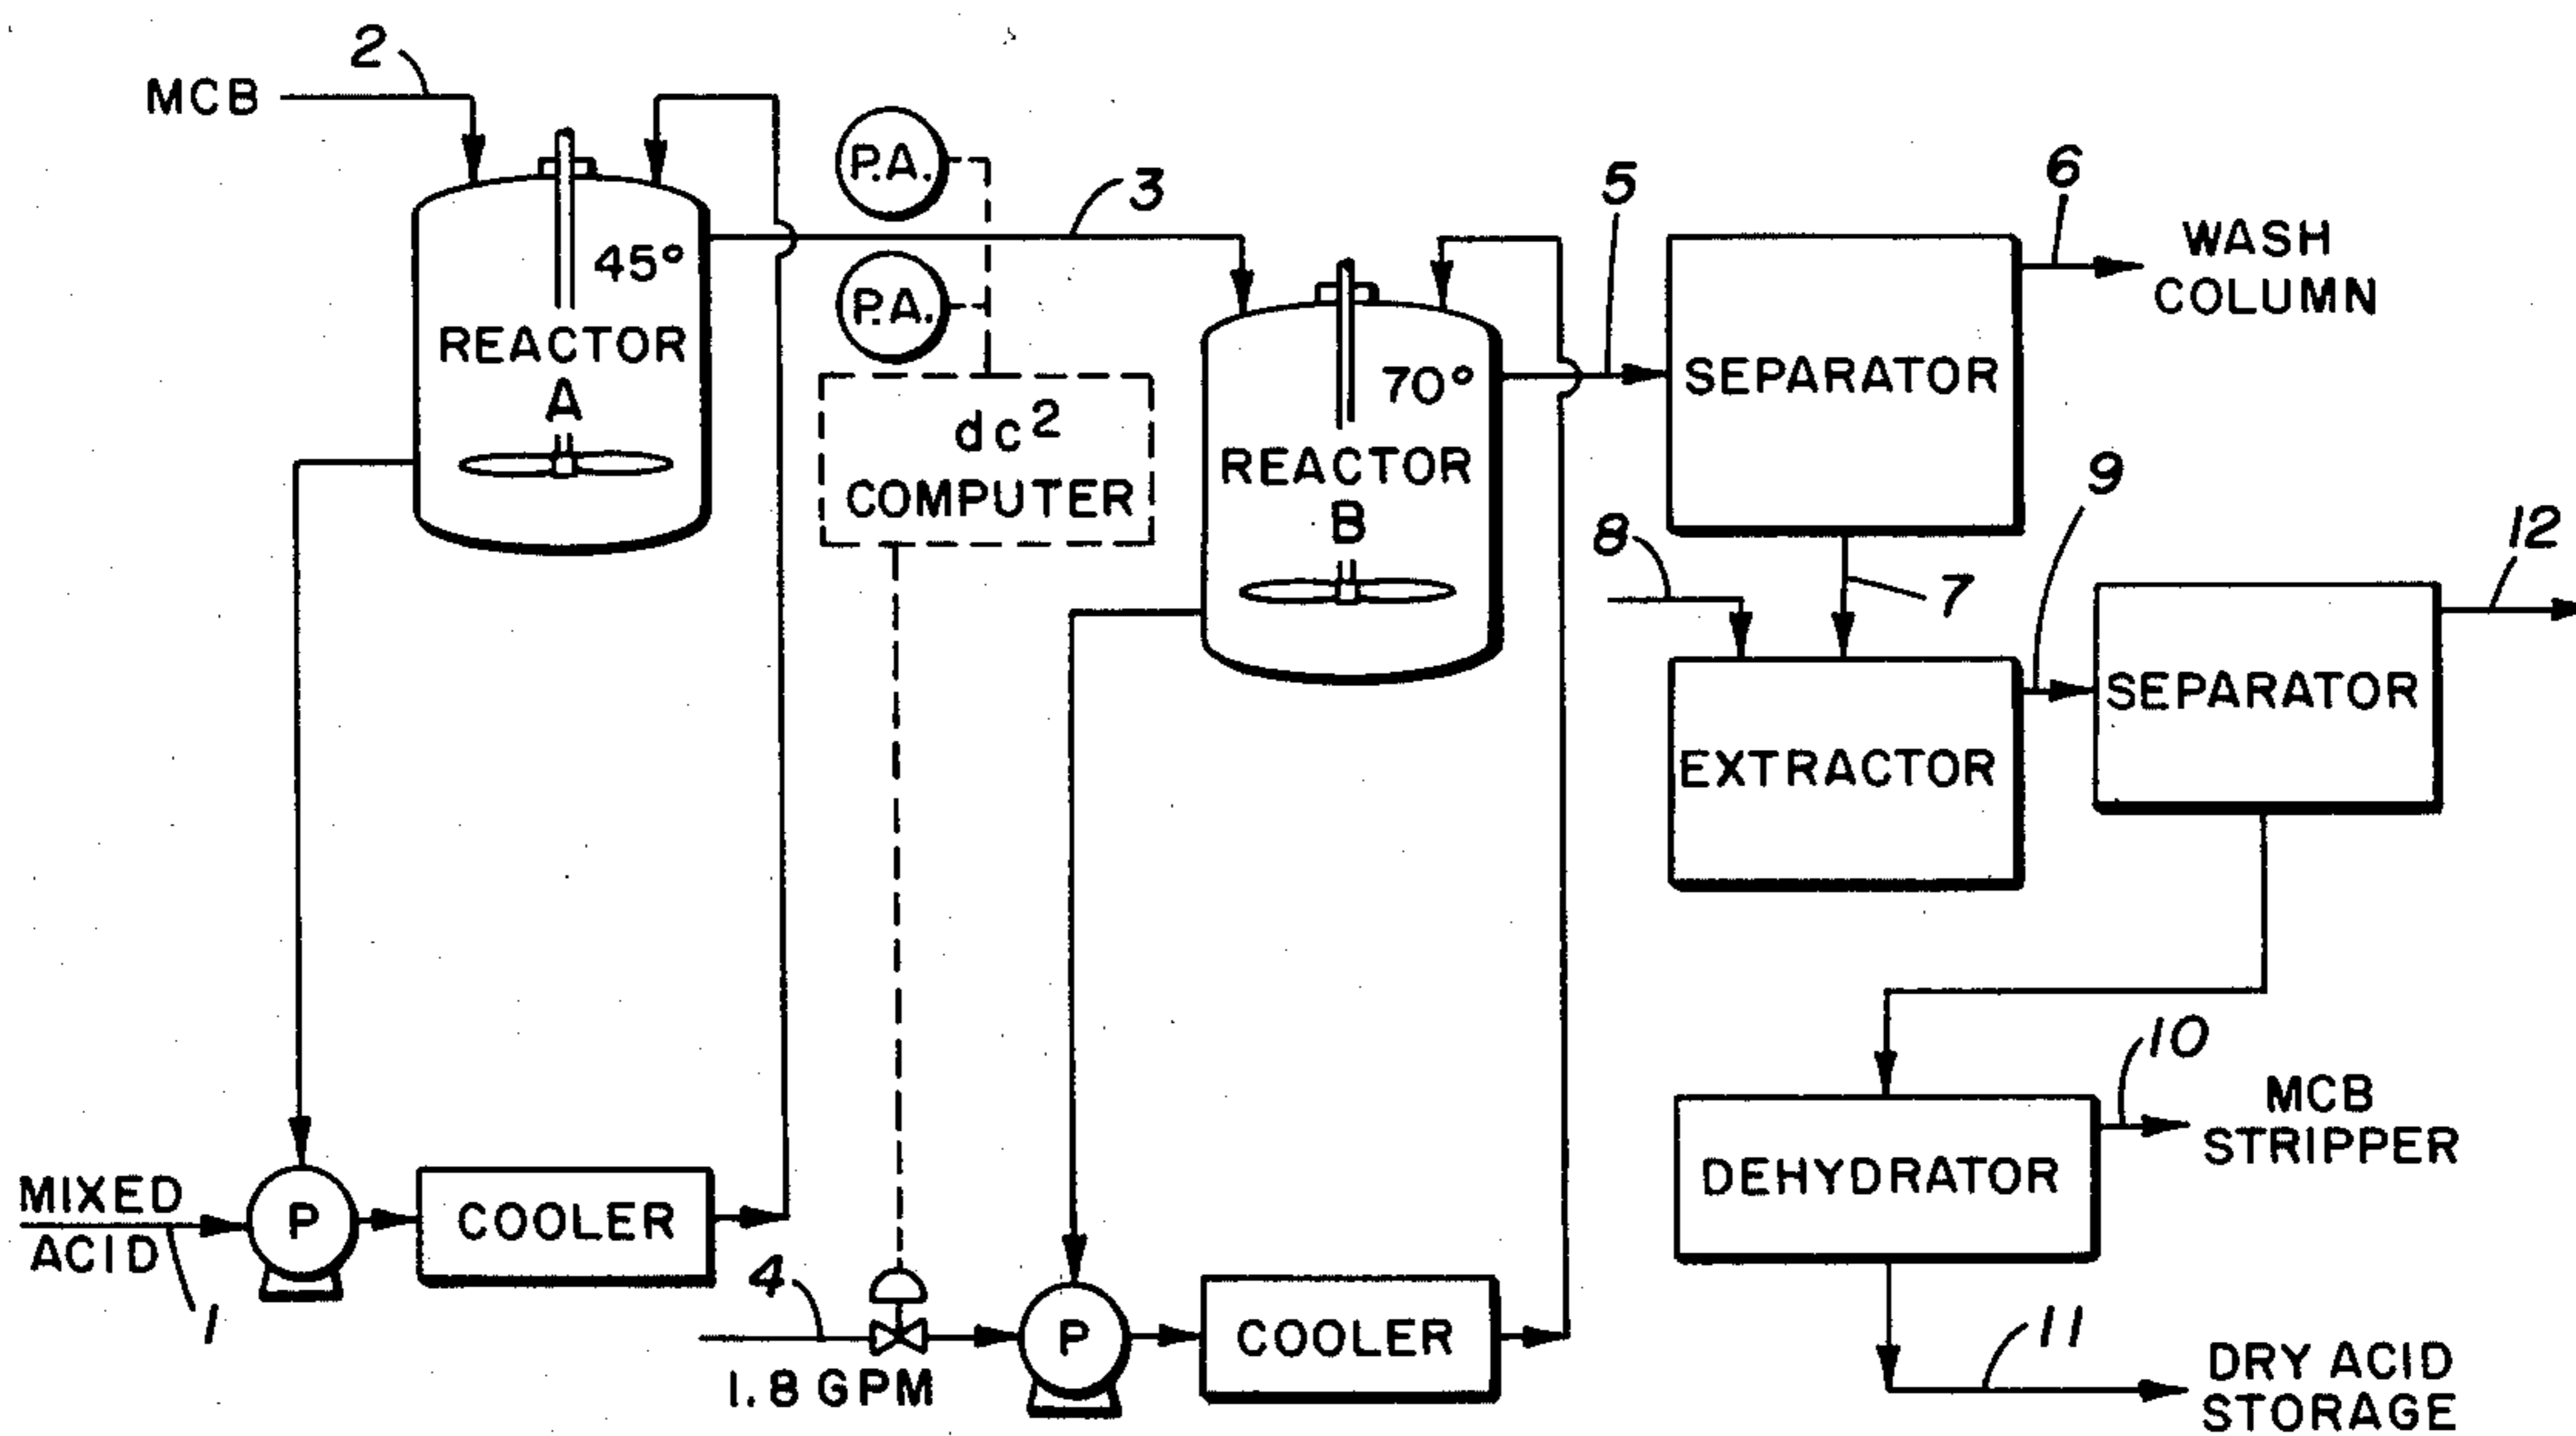 2
MCB
P.A.
3
5
6
WASH
COLUMN
45°
P.A.
REACTOR
A
70°
SEPARATOR
dc²
COMPUTER
REACTOR
B
8
9
12
7
SEPARATOR
EXTRACTOR
10
MCB
STRIPPER
DEHYDRATOR
MIXED
ACID
P
COOLER
1
4
1.8 GPM
P
COOLER
11
DRY ACID
STORAGE